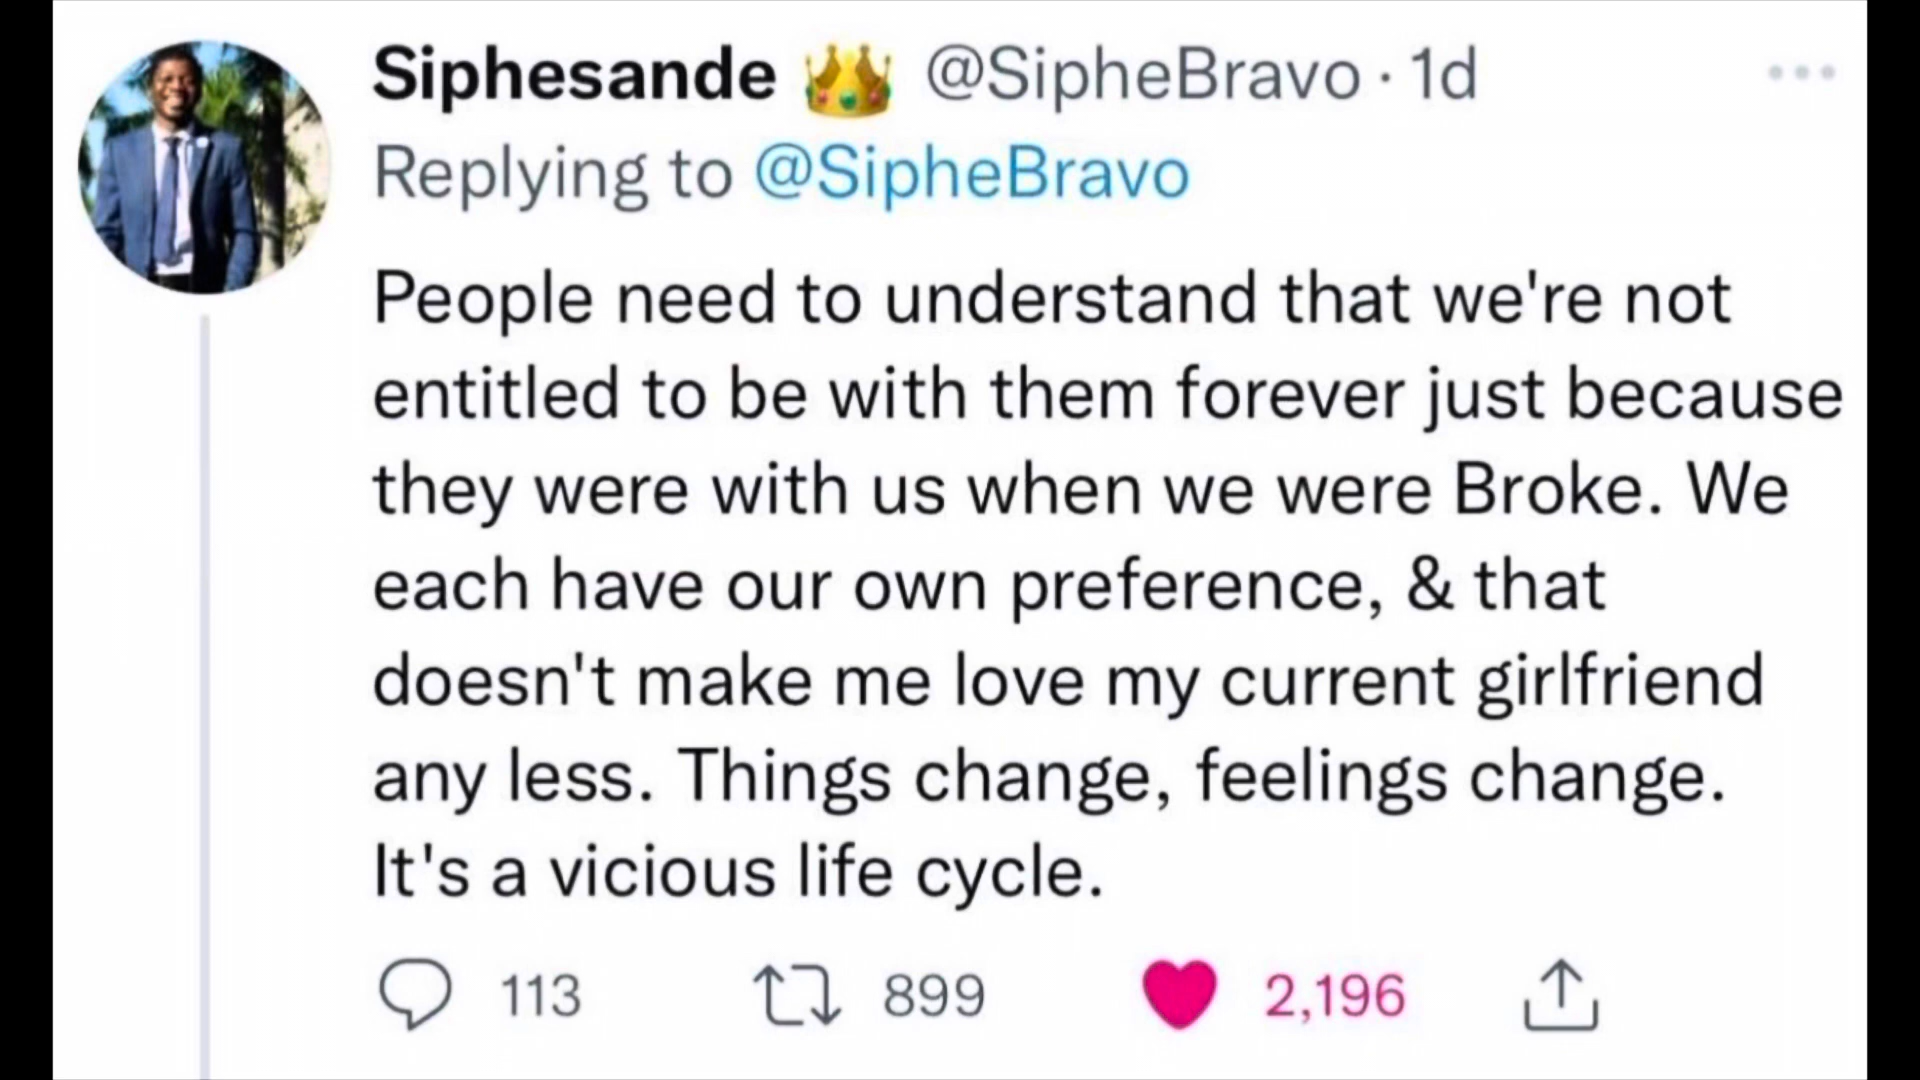 Siphesande 👑 @SipheBravo · 1d
Replying to @SipheBravo
People need to understand that we're not
entitled to be with them forever just because
they were with us when we were Broke. We
each have our own preference, & that
doesn't make me love my current girlfriend
any less. Things change, feelings change.
It's a vicious life cycle.
113 899 2,196